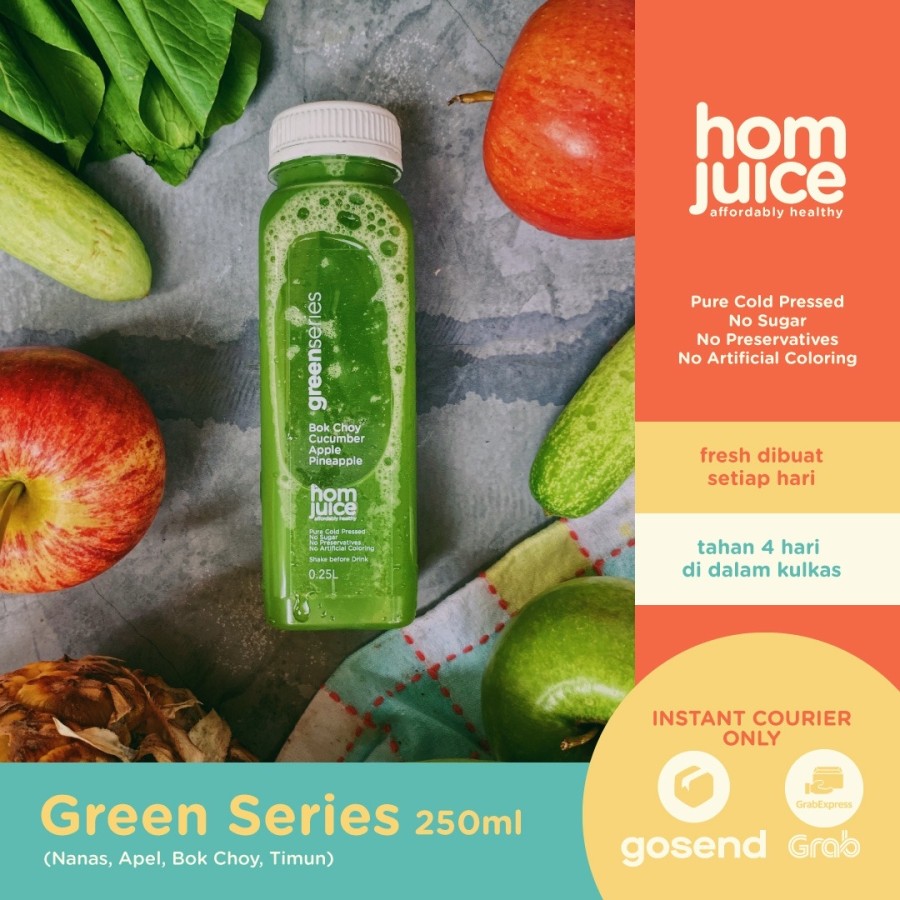 greenseries
Bok Choy
Cucumber
Apple
Pineapple
hom
juice
affordably healthy
Pure Cold Pressed
No Sugar
No Preservatives
No Artificial Coloring
Shake before Drink
0.25L
hom
juice
affordably healthy
Pure Cold Pressed
No Sugar
No Preservatives
No Artificial Coloring
fresh dibuat
setiap hari
tahan 4 hari
di dalam kulkas
INSTANT COURIER
ONLY
GrabExpress
gosend
Grab
Green Series 250ml
(Nanas, Apel, Bok Choy, Timun)